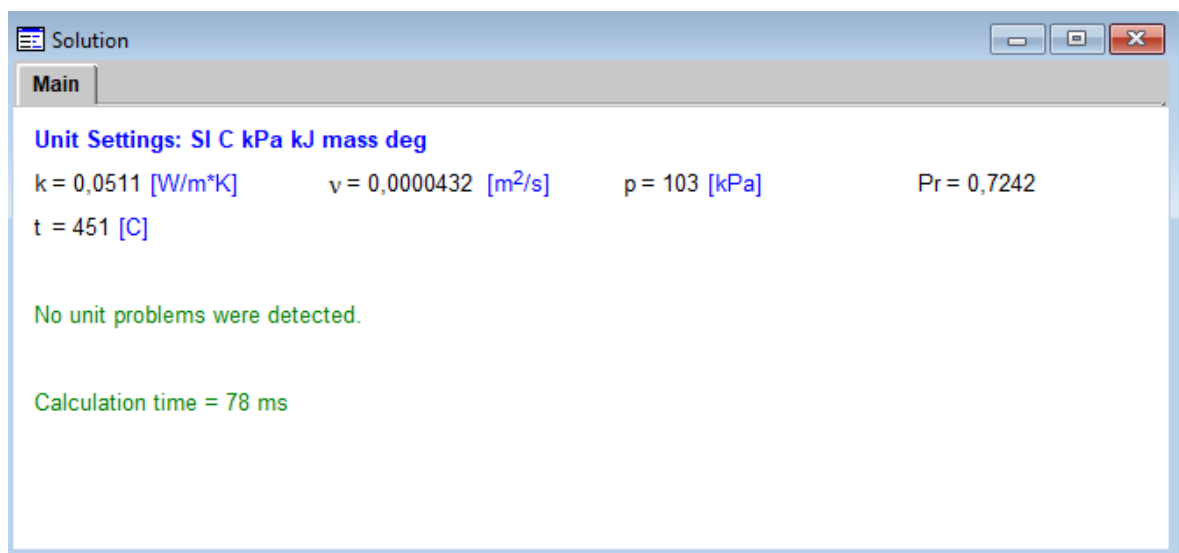 Solution
Main
Unit Settings: SI C kPa kJ mass deg
k = 0,0511 [W/m*K] ν = 0,0000432 [m²/s] p = 103 [kPa] Pr = 0,7242
t = 451 [C]
No unit problems were detected.
Calculation time = 78 ms